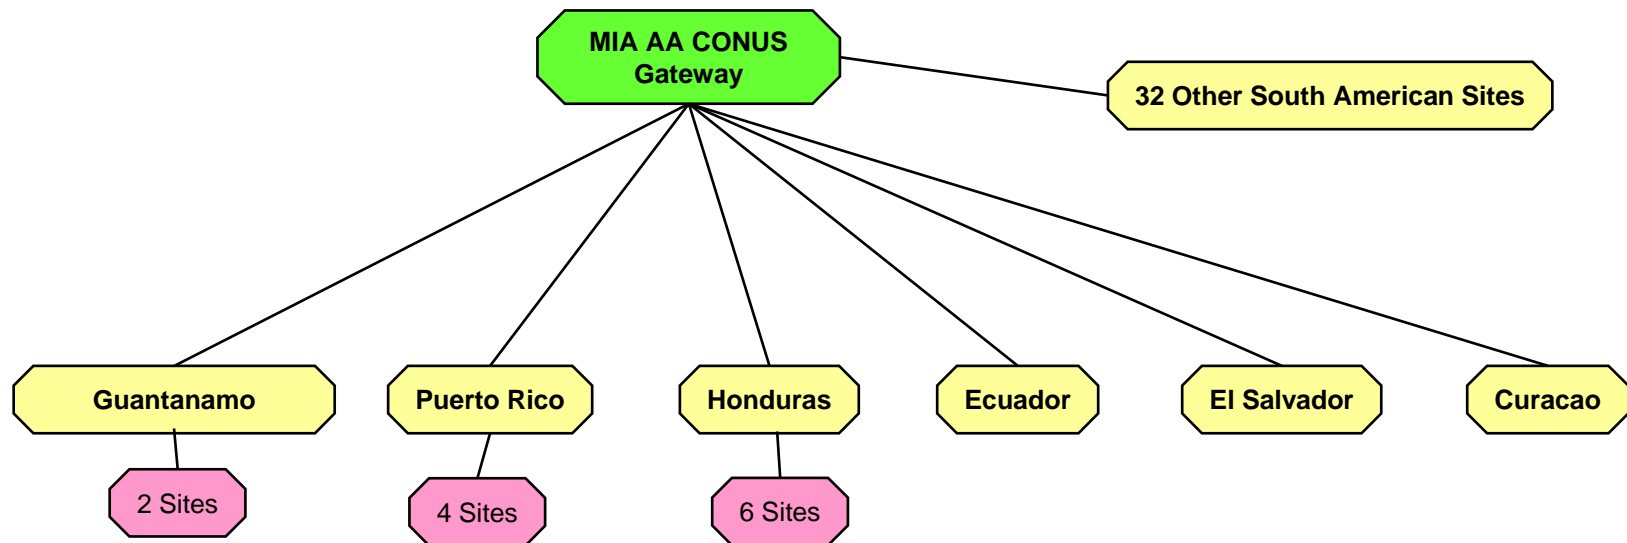 MIA AA CONUS
Gateway
32 Other South American Sites
Guantanamo
Puerto Rico
Honduras
Ecuador
El Salvador
Curacao
2 Sites
4 Sites
6 Sites